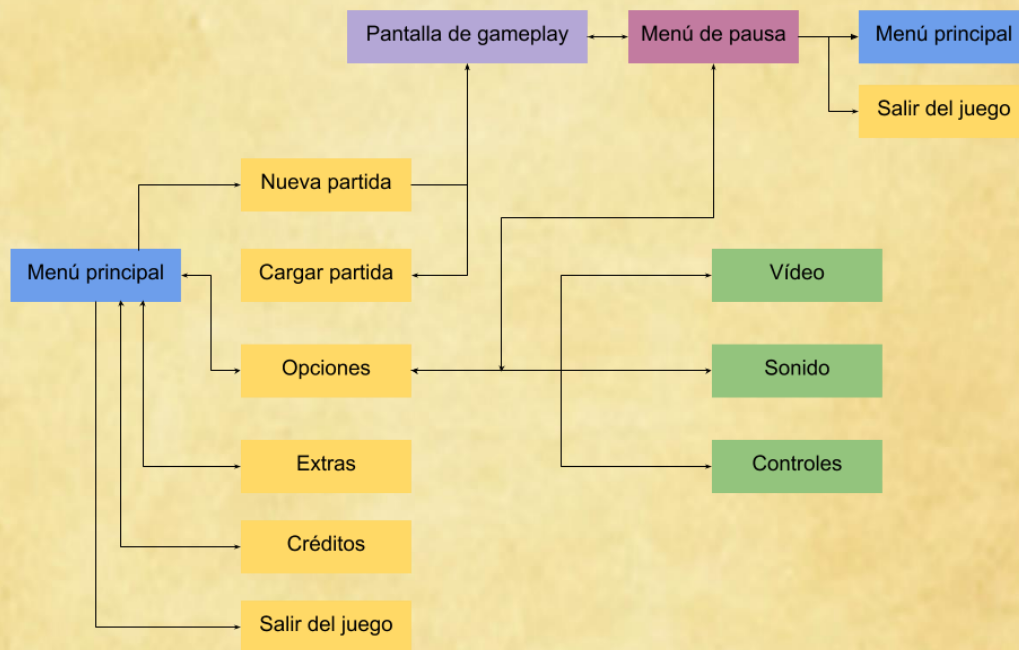 Pantalla de gameplay
Menú de pausa
Menú principal
Salir del juego
Nueva partida
Menú principal
Cargar partida
Vídeo
Opciones
Sonido
Extras
Controles
Créditos
Salir del juego